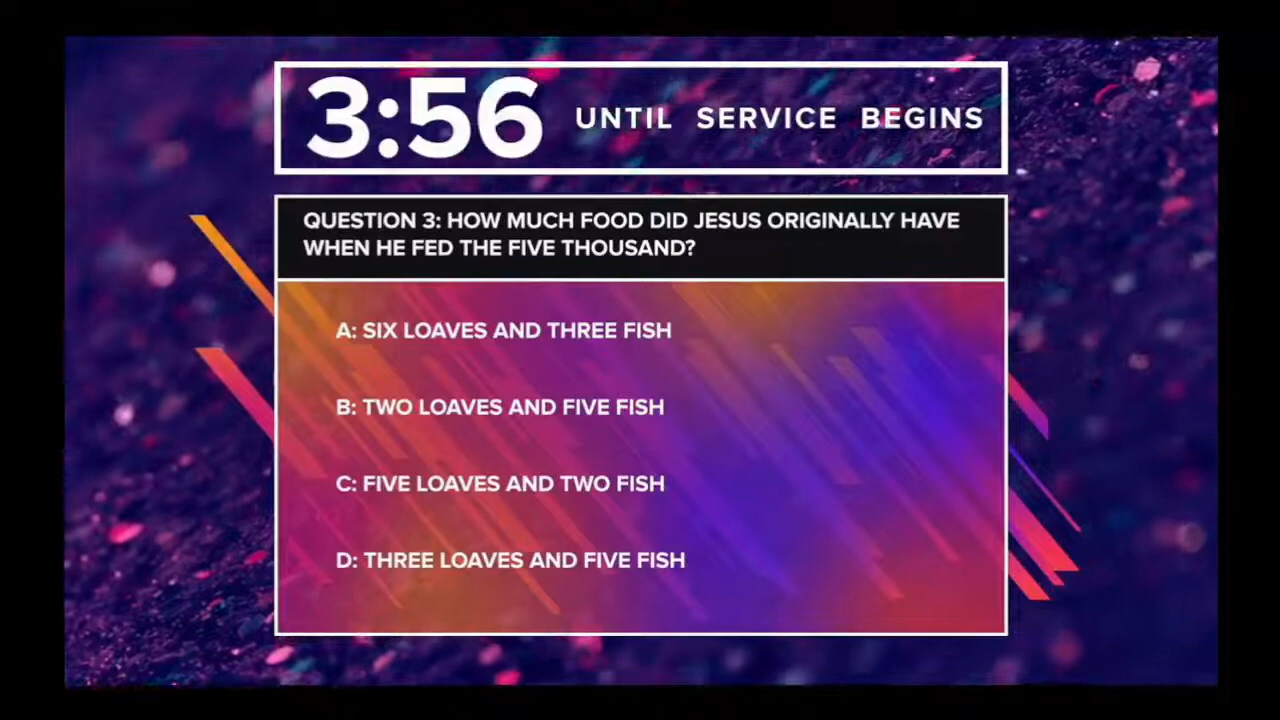 3:56 UNTIL SERVICE BEGINS
QUESTION 3: HOW MUCH FOOD DID JESUS ORIGINALLY HAVE
WHEN HE FED THE FIVE THOUSAND?
A: SIX LOAVES AND THREE FISH
B: TWO LOAVES AND FIVE FISH
C: FIVE LOAVES AND TWO FISH
D: THREE LOAVES AND FIVE FISH